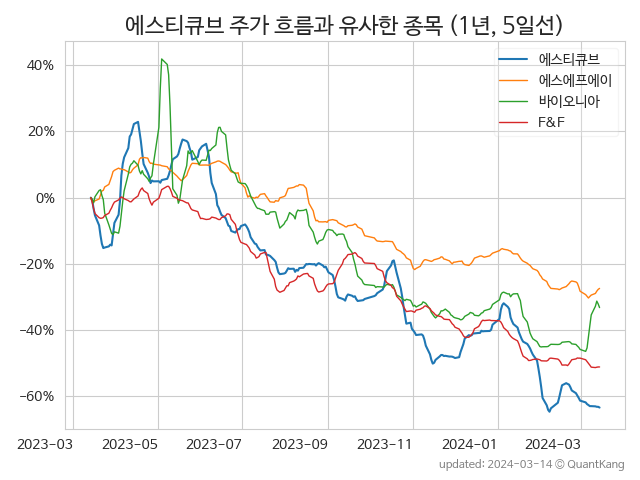 에스티큐브 주가 흐름과 유사한 종목 (1년, 5일선)
에스티큐브
에스에프에이
바이오니아
F&F
40%
20%
0%
−20%
−40%
−60%
2023-03 2023-05 2023-07 2023-09 2023-11 2024-01 2024-03
updated: 2024-03-14 © QuantKang